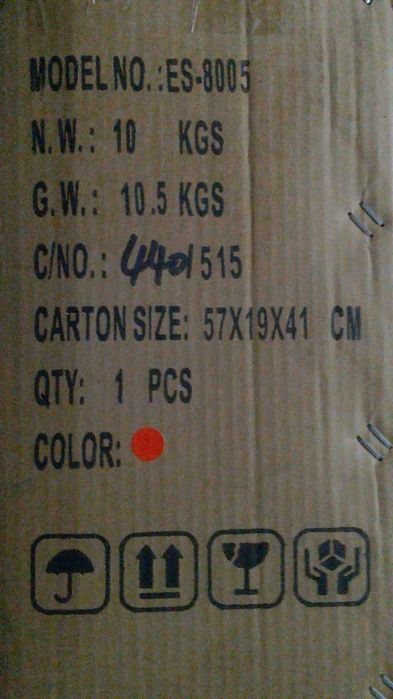 MODEL NO.:ES-8005
N.W.: 10 KGS
G.W.: 10.5 KGS
C/NO.: 440/515
CARTON SIZE: 57X19X41 CM
QTY: 1 PCS
COLOR: